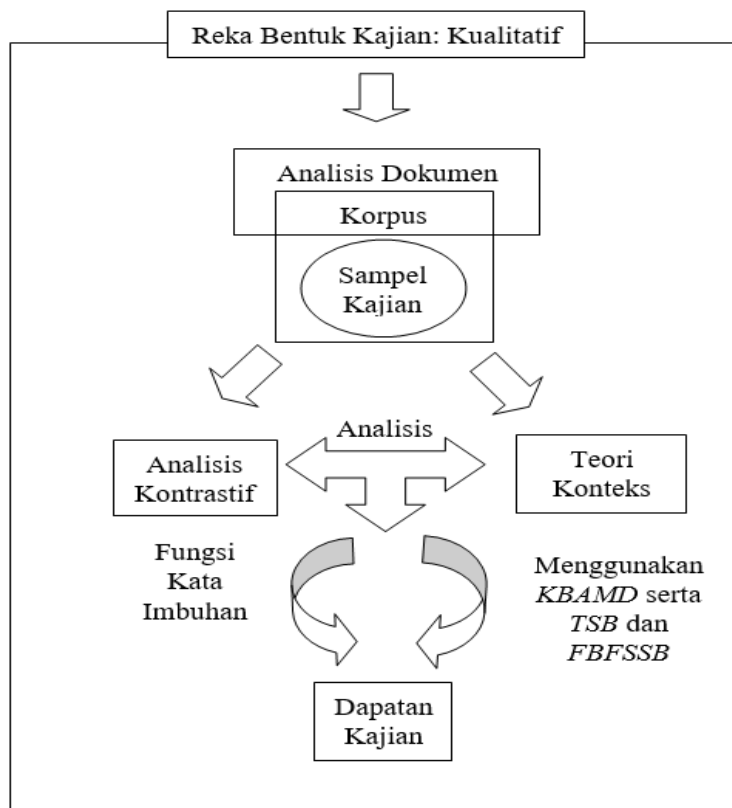 Reka Bentuk Kajian: Kualitatif
Analisis Dokumen
Korpus
Sampel
Kajian
Analisis
Analisis
Kontrastif
Teori
Konteks
Fungsi
Kata
Imbuhan
Menggunakan
KBAMD serta
TSB dan
FBFSSB
Dapatan
Kajian